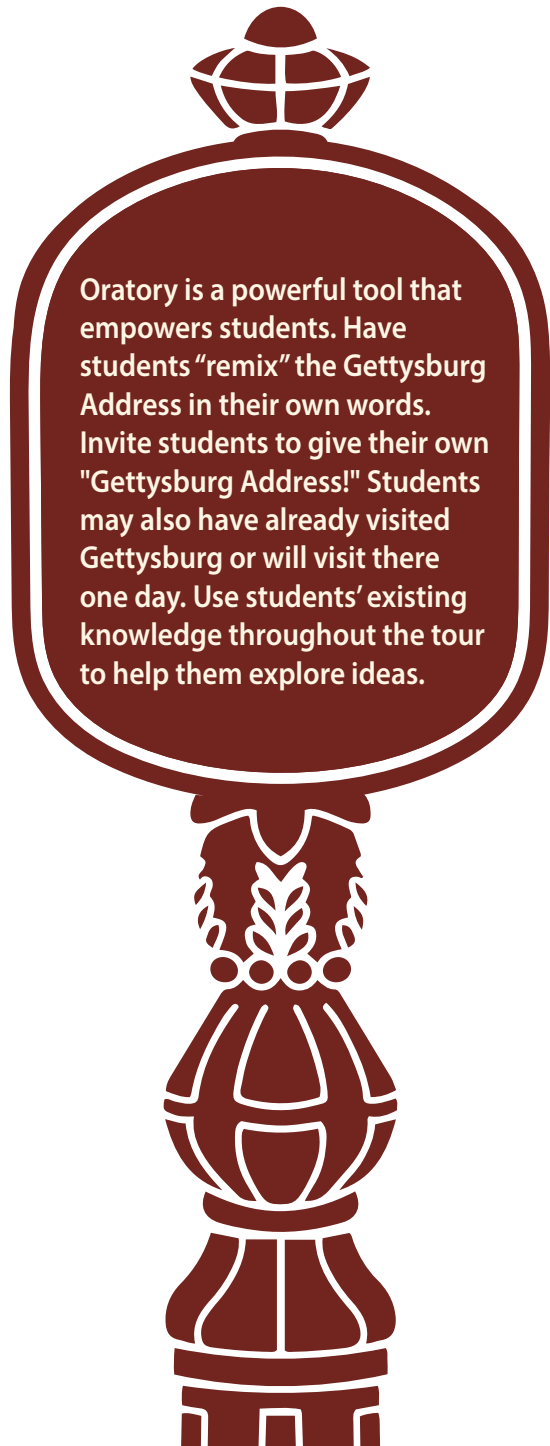 Oratory is a powerful tool that
empowers students. Have
students “remix” the Gettysburg
Address in their own words.
Invite students to give their own
"Gettysburg Address!" Students
may also have already visited
Gettysburg or will visit there
one day. Use students’ existing
knowledge throughout the tour
to help them explore ideas.